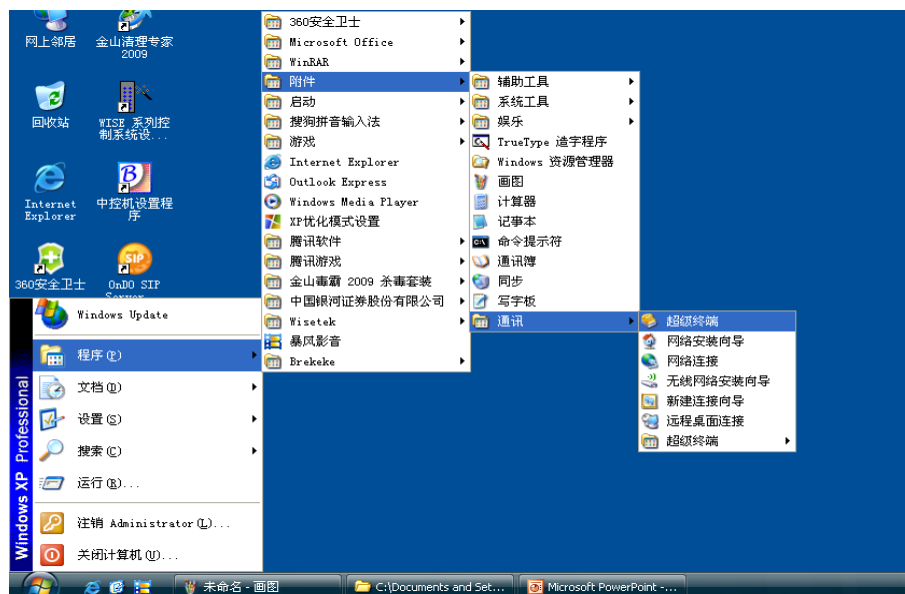 网上邻居
金山清理专家
2009
回收站
WISE 系列控
制系统设...
Internet
Explorer
中控机设置程
序
360安全卫士
OnDO SIP
Server
Windows Update
程序(P)
文档(D)
设置(S)
搜索(C)
运行(R)...
注销 Administrator(L)...
关闭计算机(U)...
Windows XP Professional
360安全卫士
Microsoft Office
WinRAR
附件
启动
搜狗拼音输入法
游戏
Internet Explorer
Outlook Express
Windows Media Player
XP优化模式设置
腾讯软件
腾讯游戏
金山毒霸 2009 杀毒套装
中国银河证券股份有限公司
Wisetek
暴风影音
Brekeke
辅助工具
系统工具
娱乐
TrueType 造字程序
Windows 资源管理器
画图
计算器
记事本
命令提示符
通讯簿
同步
写字板
通讯
超级终端
网络安装向导
网络连接
无线网络安装向导
新建连接向导
远程桌面连接
超级终端
未命名 - 画图
C:\Documents and Set...
Microsoft PowerPoint -...